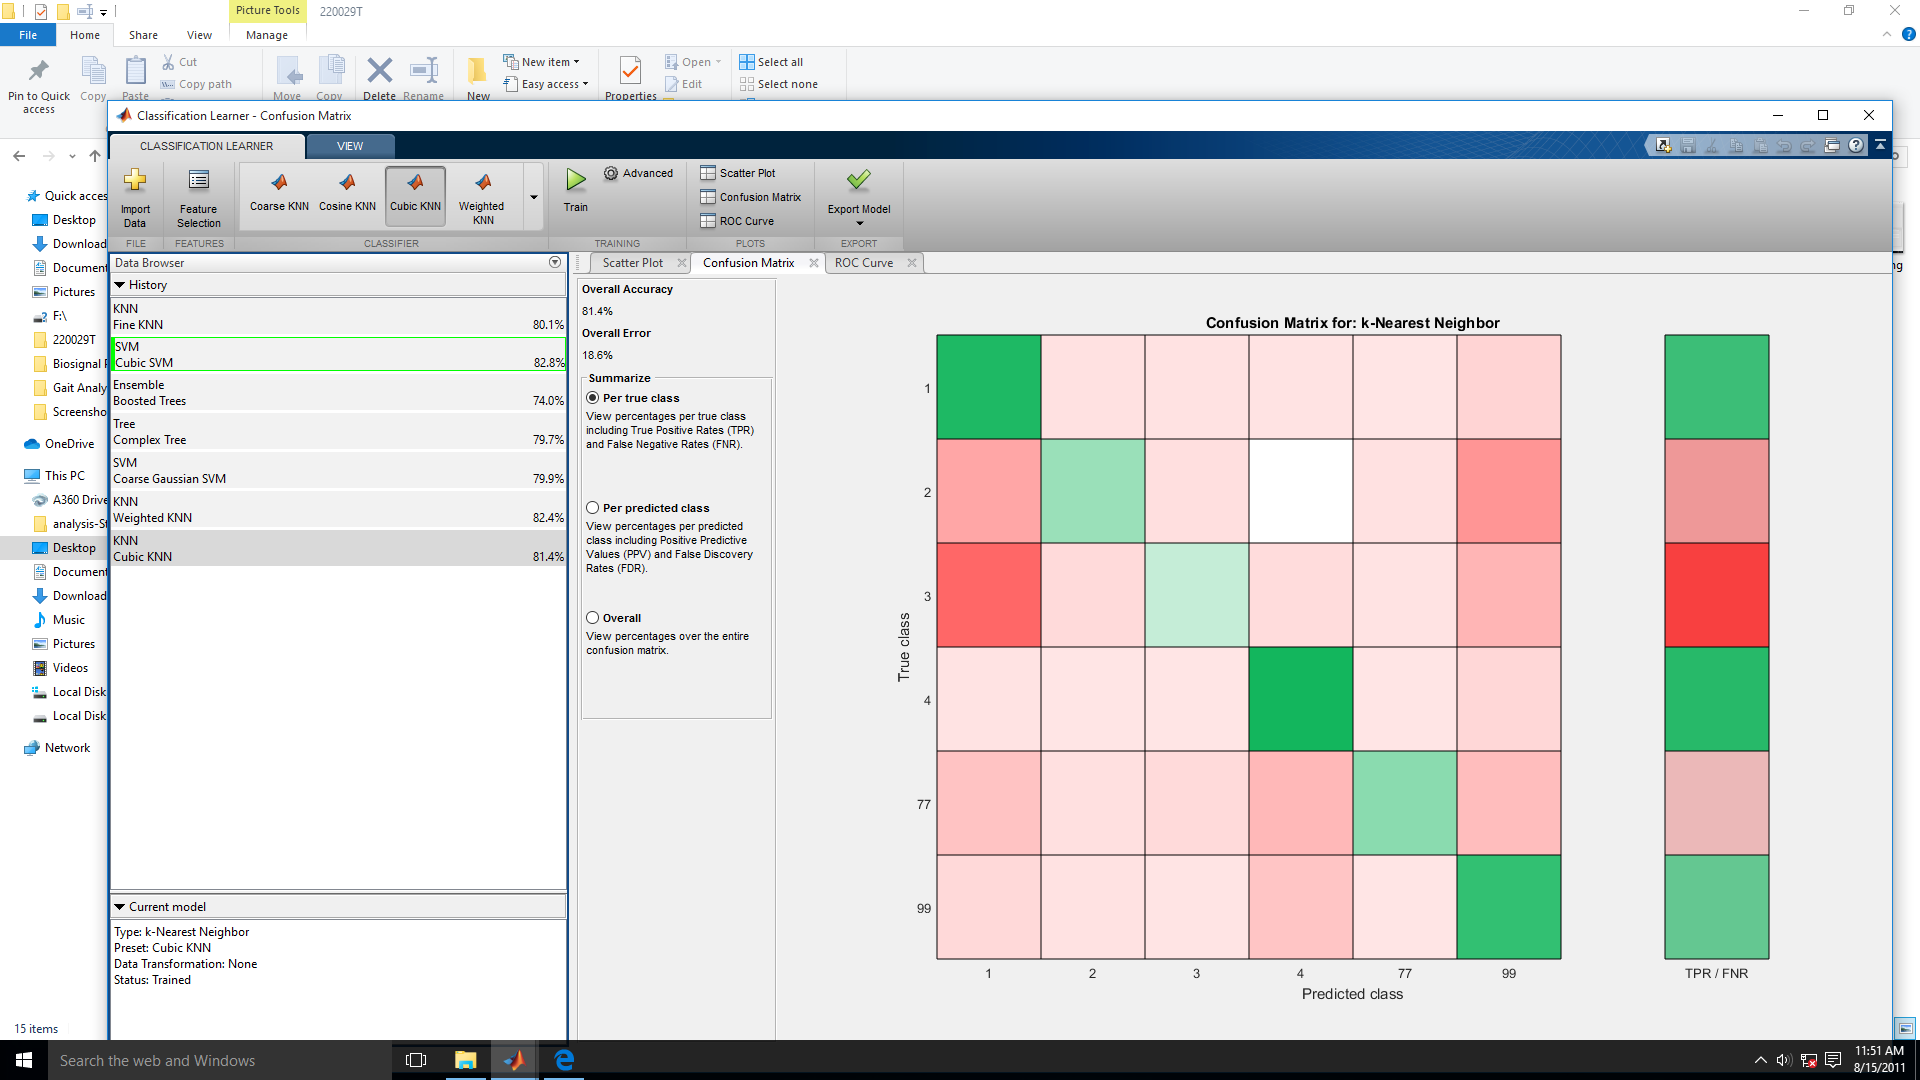 Picture Tools
220029T
File
Home
Share
View
Manage
Pin to Quick access
Copy
Paste
Cut
Copy path
Move
Copy
Delete
Rename
New
New item
Easy access
Properties
Open
Edit
Select all
Select none
Classification Learner - Confusion Matrix
CLASSIFICATION LEARNER
VIEW
Import Data
Feature Selection
Coarse KNN
Cosine KNN
Cubic KNN
Weighted KNN
Train
Advanced
Scatter Plot
Confusion Matrix
ROC Curve
Export Model
FILE
FEATURES
CLASSIFIER
TRAINING
PLOTS
EXPORT
Quick acces
Desktop
Download
Document
Pictures
F:\
220029T
Biosignal
Gait Analy
Screensho
OneDrive
This PC
A360 Drive
analysis-St
Desktop
Document
Download
Music
Pictures
Videos
Local Disk
Local Disk
Network
15 items
Data Browser
History
KNN
Fine KNN 80.1%
SVM
Cubic SVM 82.8%
Ensemble
Boosted Trees 74.0%
Tree
Complex Tree 79.7%
SVM
Coarse Gaussian SVM 79.9%
KNN
Weighted KNN 82.4%
KNN
Cubic KNN 81.4%
Current model
Type: k-Nearest Neighbor
Preset: Cubic KNN
Data Transformation: None
Status: Trained
Scatter Plot
Confusion Matrix
ROC Curve
Overall Accuracy
81.4%
Overall Error
18.6%
Summarize
Per true class
View percentages per true class
including True Positive Rates (TPR)
and False Negative Rates (FNR).
Per predicted class
View percentages per predicted
class including Positive Predictive
Values (PPV) and False Discovery
Rates (FDR).
Overall
View percentages over the entire
confusion matrix.
Confusion Matrix for: k-Nearest Neighbor
True class
1
2
3
4
77
99
1 2 3 4 77 99
Predicted class
TPR / FNR
ng
Search the web and Windows
11:51 AM
8/15/2011